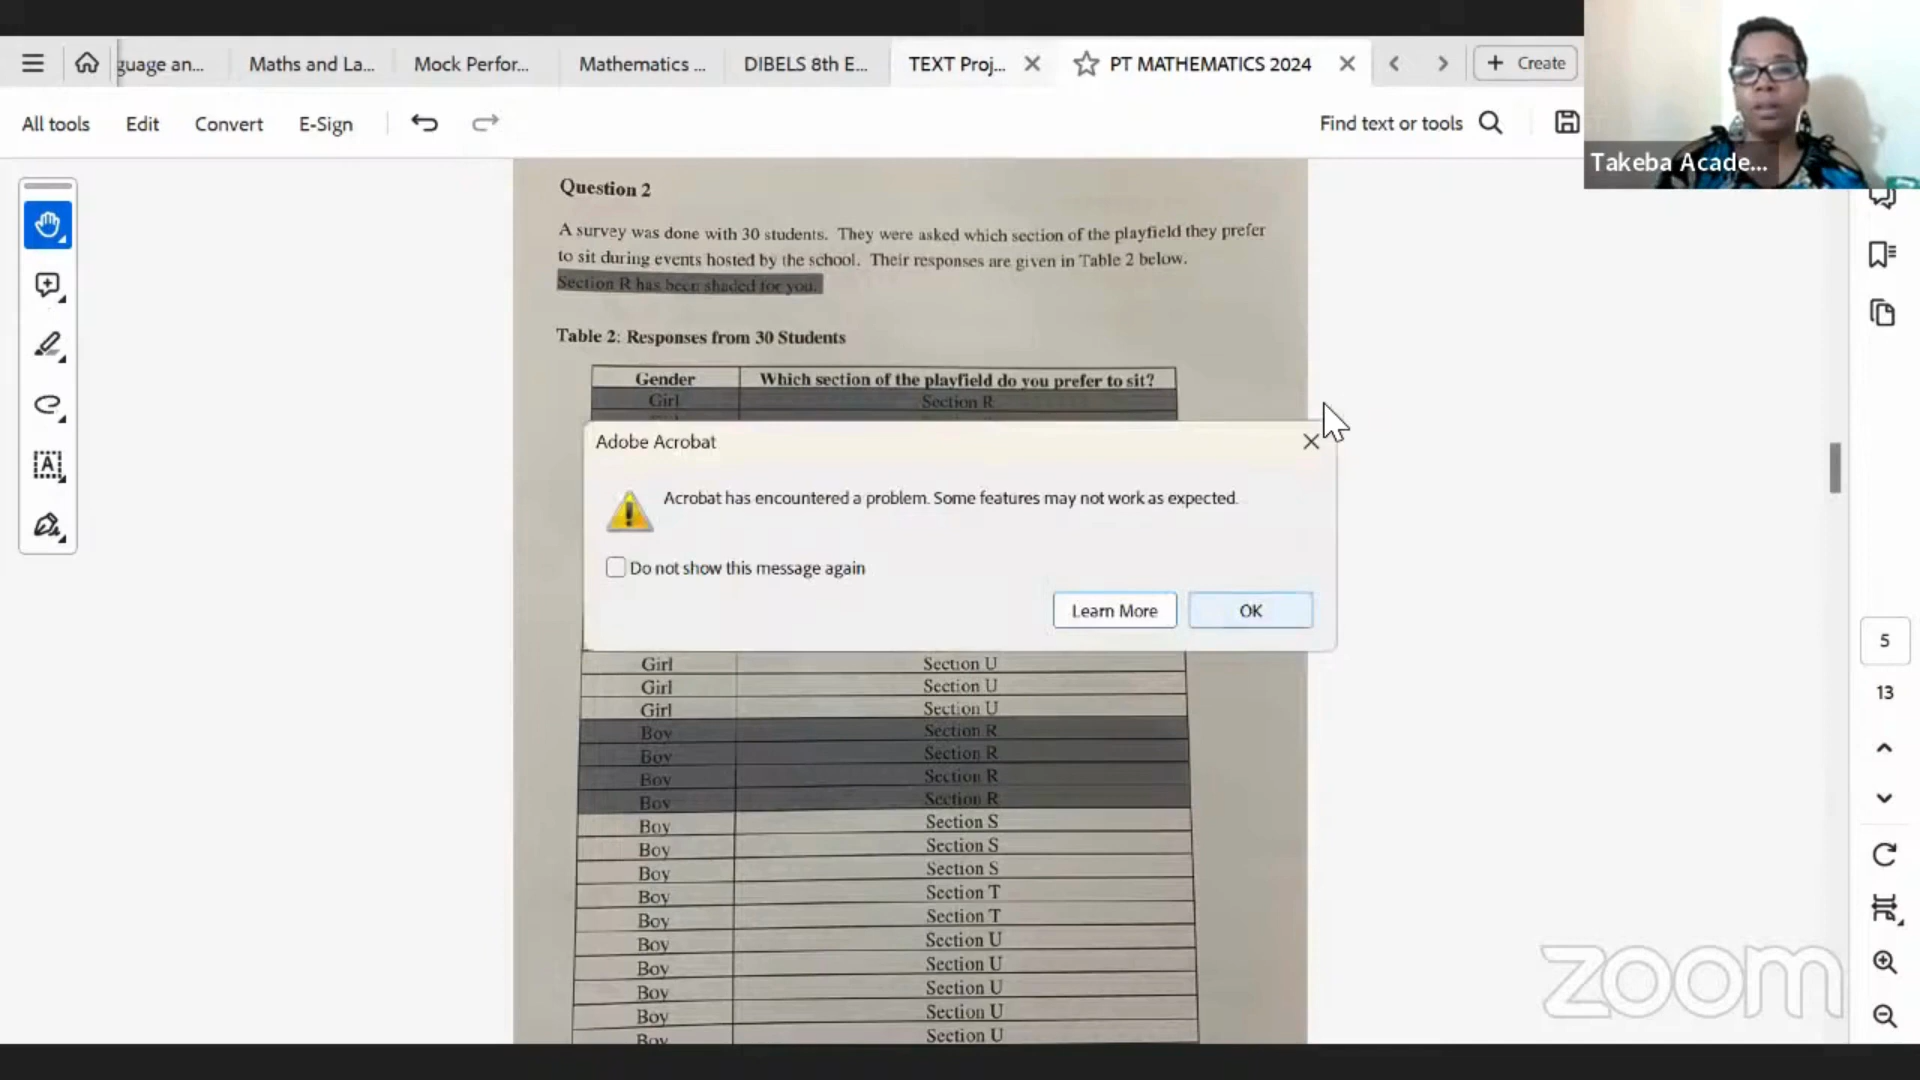 guage an...
Maths and La...
Mock Perfor...
Mathematics ...
DIBELS 8th E...
TEXT Proj...
PT MATHEMATICS 2024
Create
All tools
Edit
Convert
E-Sign
Find text or tools
Takeba Acade...
Question 2
A survey was done with 30 students. They were asked which section of the playfield they prefer
to sit during events hosted by the school. Their responses are given in Table 2 below.
Section R has been shaded for you.
Table 2: Responses from 30 Students
Gender Which section of the playfield do you prefer to sit?
Girl Section R
Adobe Acrobat
Acrobat has encountered a problem. Some features may not work as expected.
Do not show this message again
Learn More
OK
Girl Section U
Girl Section U
Girl Section U
Boy Section R
Boy Section R
Boy Section R
Boy Section R
Boy Section S
Boy Section S
Boy Section S
Boy Section T
Boy Section T
Boy Section U
Boy Section U
Boy Section U
Boy Section U
Boy Section U
5
13
zoom